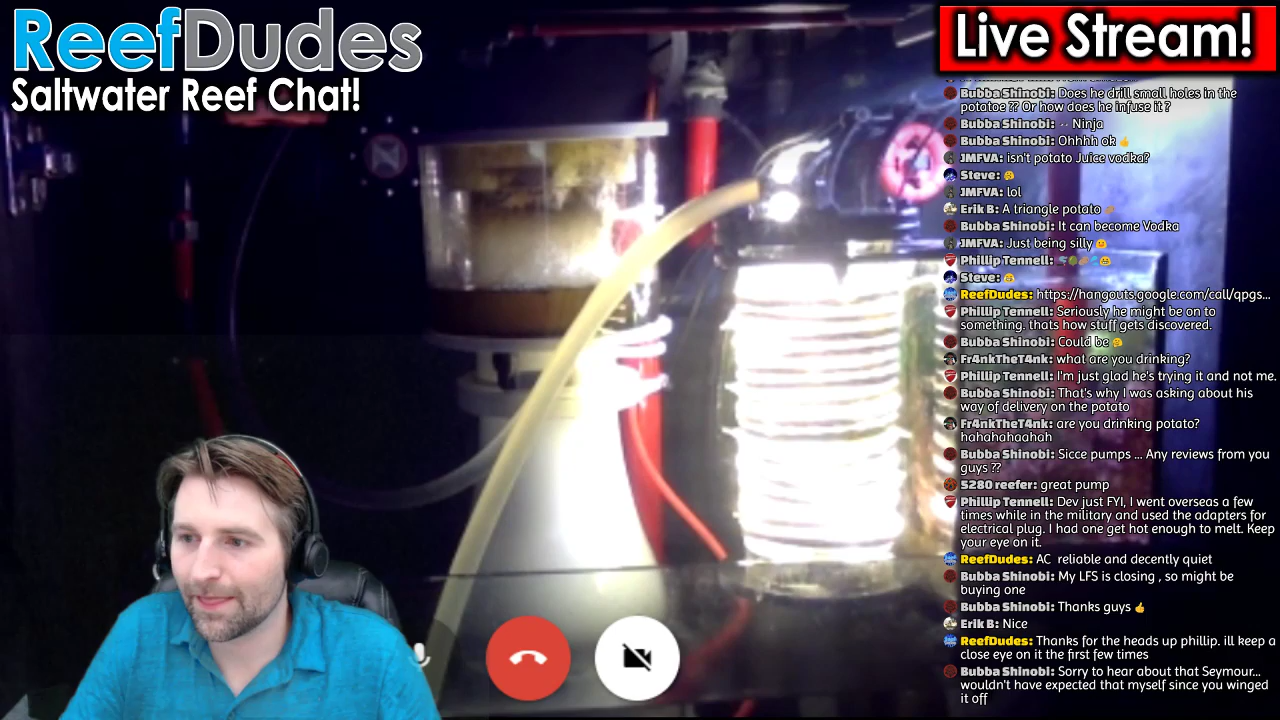 ReefDudes
Saltwater Reef Chat!
Live Stream!
Bubba Shinobi: Does he drill small holes in the
potatoe ?? Or how does he infuse it ?
Bubba Shinobi: Ninja
Bubba Shinobi: Ohhhh ok 👍
JMFVA: isn't potato Juice vodka?
Steve: 🤔
JMFVA: lol
Erik B: A triangle potato
Bubba Shinobi: It can become Vodka
JMFVA: Just being silly
Phillip Tennell:
Steve:
ReefDudes: https://hangouts.google.com/call/qpgs...
Phillip Tennell: Seriously he might be on to
something. thats how stuff gets discovered.
Bubba Shinobi: Could be 🤔
Fr4nkTheT4nk: what are you drinking?
Phillip Tennell: I'm just glad he's trying it and not me.
Bubba Shinobi: That's why I was asking about his
way of delivery on the potato
Fr4nkTheT4nk: are you drinking potato?
hahahahaahah
Bubba Shinobi: Sicce pumps ... Any reviews from you
guys ??
5280 reefer: great pump
Phillip Tennell: Dev just FYI, I went overseas a few
times while in the military and used the adapters for
electrical plug. I had one get hot enough to melt. Keep
your eye on it.
ReefDudes: AC reliable and decently quiet
Bubba Shinobi: My LFS is closing , so might be
buying one
Bubba Shinobi: Thanks guys 👍
Erik B: Nice
ReefDudes: Thanks for the heads up phillip. ill keep a
close eye on it the first few times
Bubba Shinobi: Sorry to hear about that Seymour...
wouldn't have expected that myself since you winged
it off